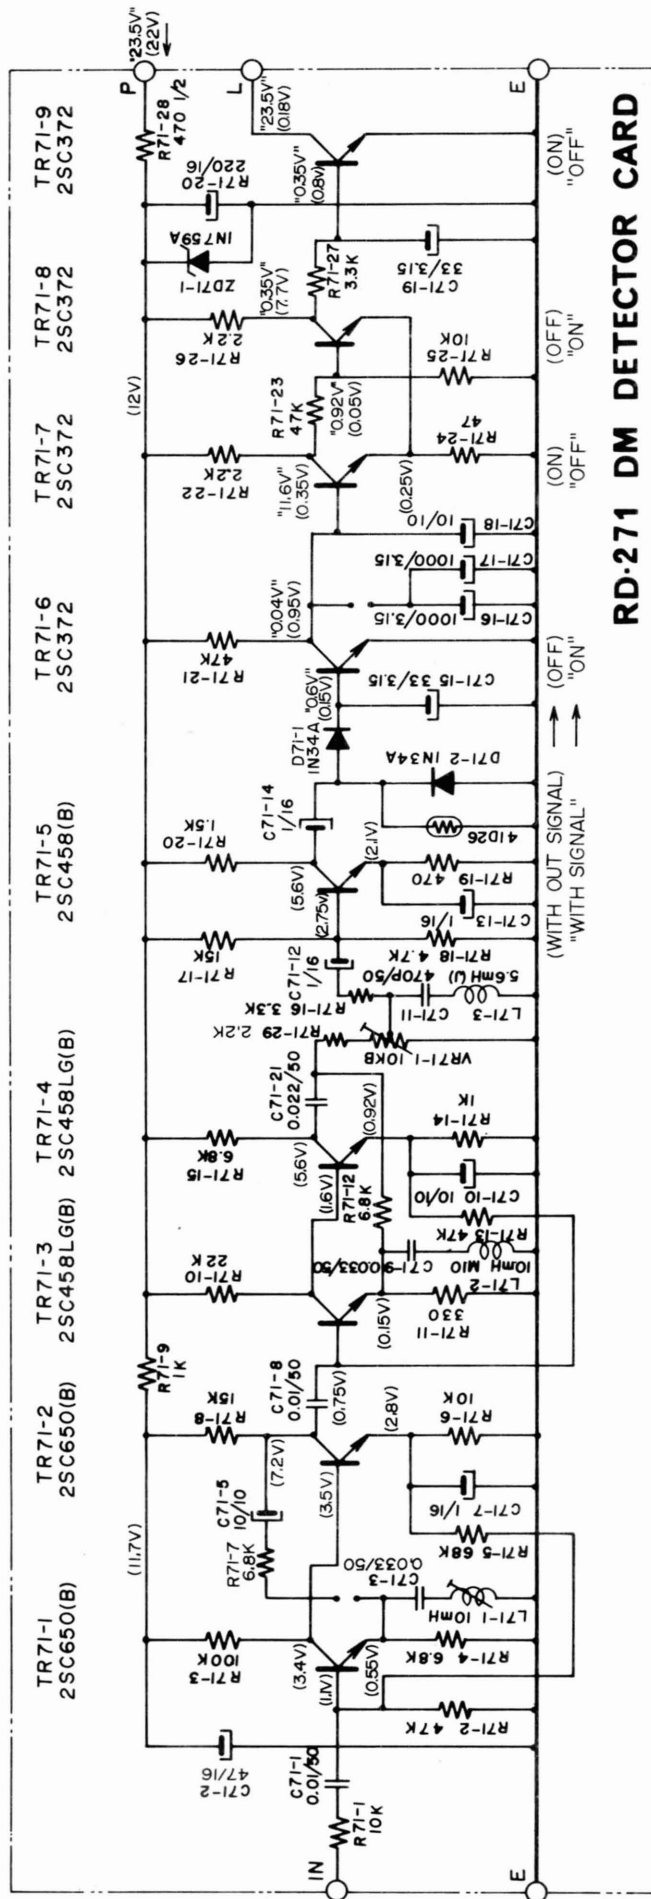 TR71-1
2SC650(B)
TR71-2
2SC650(B)
TR71-3
2SC458LG(B)
TR71-4
2SC458LG(B)
TR71-5
2SC458(B)
TR71-6
2SC372
TR71-7
2SC372
TR71-8
2SC372
TR71-9
2SC372
IN
R71-1
10K
C71-1
0.01/50
C71-2
47/16
R71-2
47K
(1.1V)
(3.4V)
(0.55V)
R71-3
100K
R71-4
6.8K
L71-1 10mH
C71-3
0.033/50
R71-7
6.8K
C71-5
10/10
(11.7V)
(3.5V)
(7.2V)
(2.8V)
R71-8
15K
R71-5
68K
C71-7 1/16
R71-6
10K
R71-9
1K
C71-8
0.01/50
(0.75V)
R71-10
22K
(0.15V)
R71-11
330
L71-2
10mH M10
C71-9
0.033/50
R71-12
6.8K
R71-13
47K
C71-10
10/10
R71-14
1K
(1.6V)
(5.6V)
(0.92V)
R71-15
6.8K
C71-21
0.022/50
R71-29
2.2K
VR71-1 10KB
R71-16 3.3K
C71-11
470P/50
L71-3
5.6mH(J)
C71-12
1/16
R71-17
15K
R71-18
4.7K
(2.75V)
(5.6V)
(2.1V)
C71-13
1/16
R71-19
470
R71-20
1.5K
C71-14
1/16
41D26
D71-2 1N34A
D71-1
1N34A
"0.6V"
(0.15V)
C71-15 33/3.15
R71-21
47K
"0.04V"
(0.95V)
C71-16
1000/3.15
C71-17
1000/3.15
C71-18
10/10
R71-22
2.2K
"11.6V"
(0.35V)
(0.25V)
R71-24
47
R71-23
47K
"0.92V"
(0.05V)
R71-25
10K
(12V)
R71-26
2.2K
"0.35V"
(7.7V)
R71-27
3.3K
C71-19
33/3.15
ZD71-1
1N759A
R71-20
220/16
"0.35V"
(0.8V)
"23.5V"
(0.18V)
R71-28
470 1/2
P
"23.5V"
(22V)
L
E
E
(WITH OUT SIGNAL) → (OFF) (ON) (OFF) (ON)
"WITH SIGNAL" → "ON" "OFF" "ON" "OFF"
RD-271 DM DETECTOR CARD